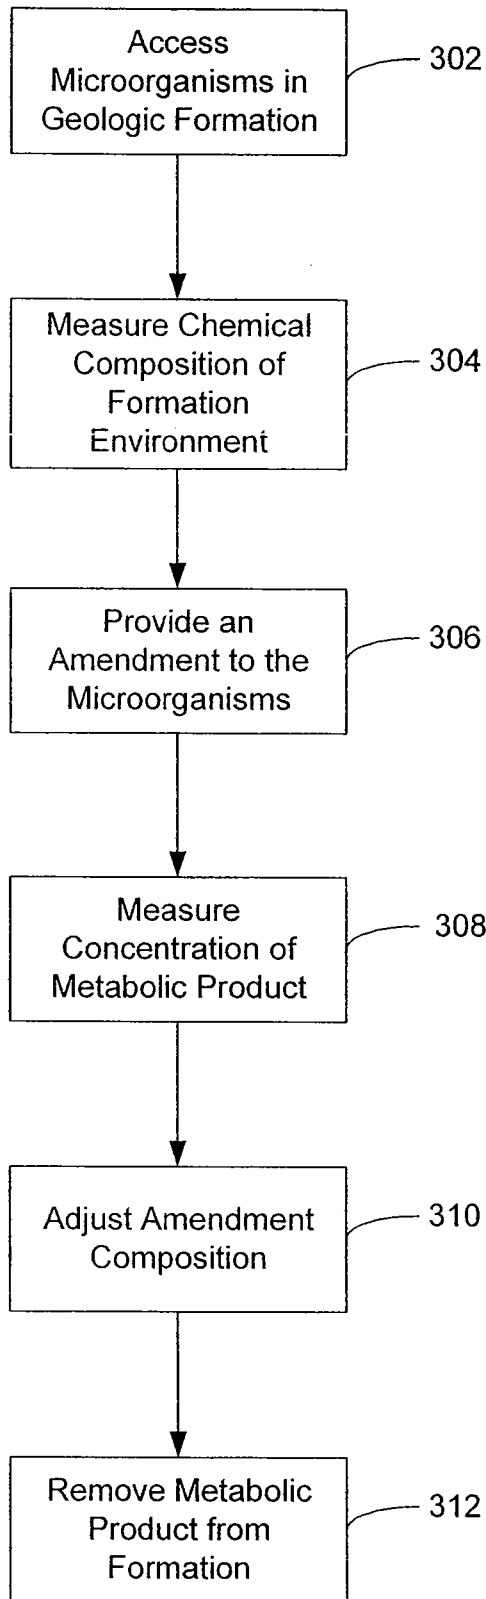 Access
Microorganisms in
Geologic Formation
302
Measure Chemical
Composition of
Formation
Environment
304
Provide an
Amendment to the
Microorganisms
306
Measure
Concentration of
Metabolic Product
308
Adjust Amendment
Composition
310
Remove Metabolic
Product from
Formation
312